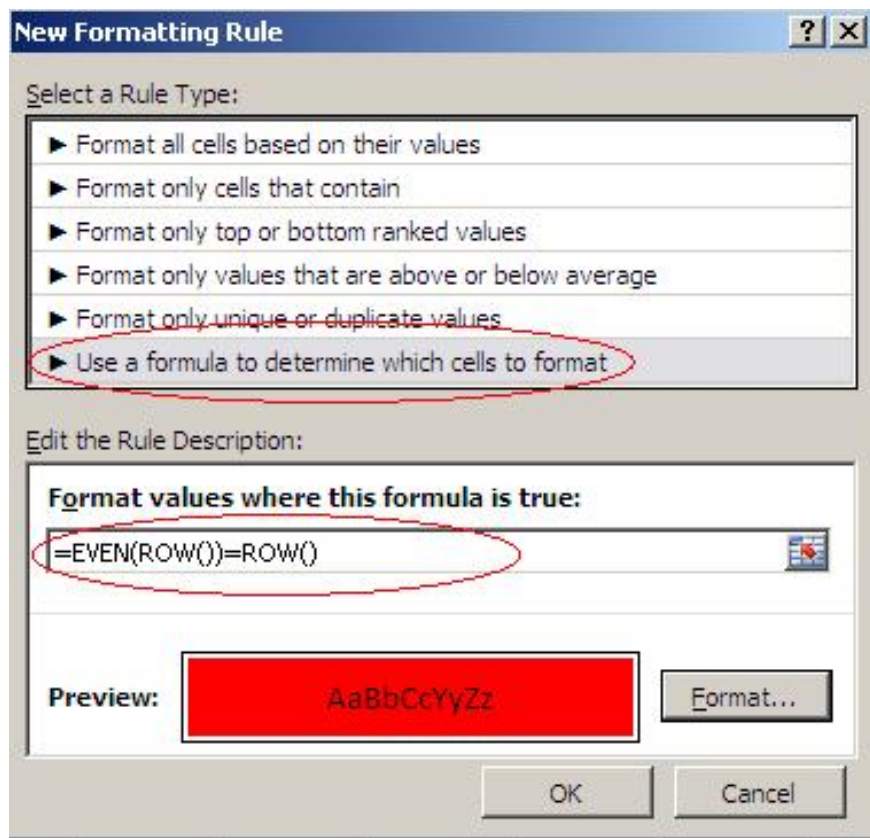 New Formatting Rule
Select a Rule Type:
► Format all cells based on their values
► Format only cells that contain
► Format only top or bottom ranked values
► Format only values that are above or below average
► Format only unique or duplicate values
► Use a formula to determine which cells to format
Edit the Rule Description:
Format values where this formula is true:
=EVEN(ROW())=ROW()
Preview: AaBbCcYyZz Format...
OK Cancel